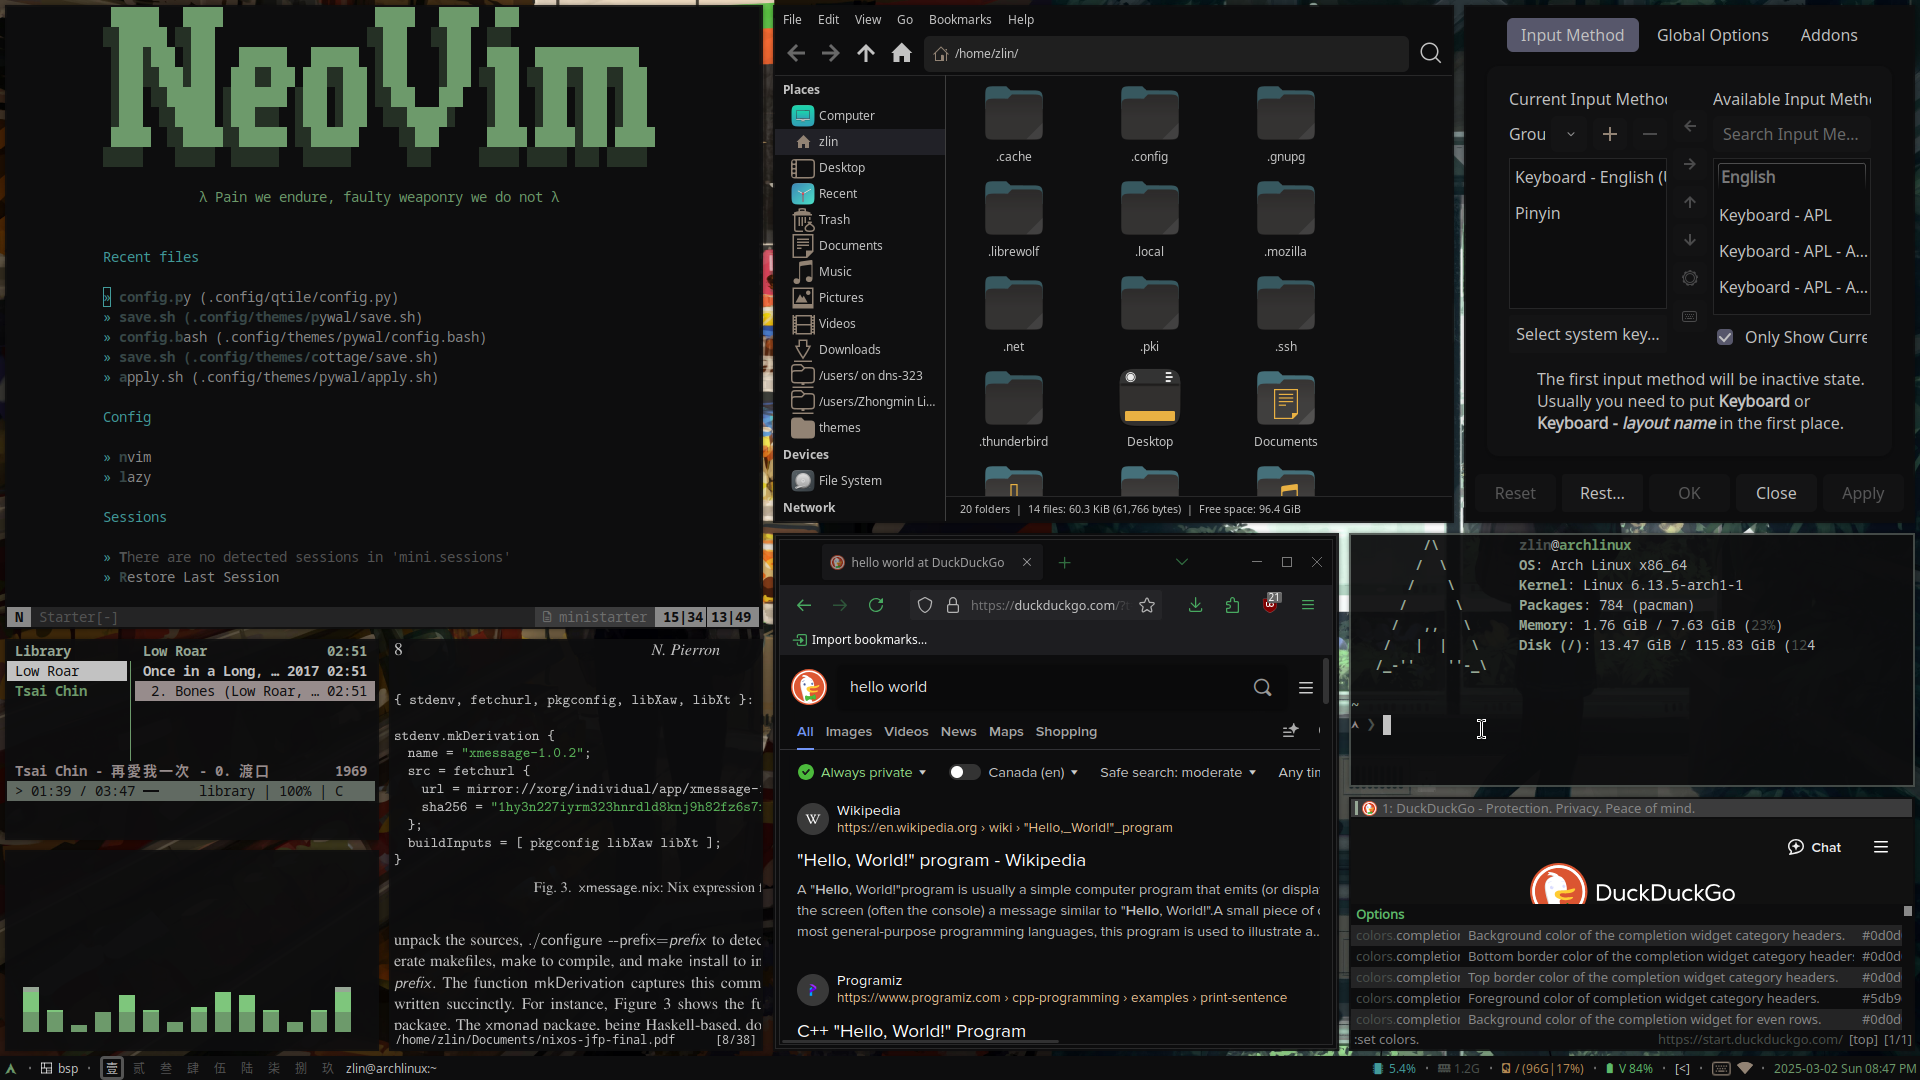 NeoVim
λ Pain we endure, faulty weaponry we do not λ
Recent files
» config.py (.config/qtile/config.py)
» save.sh (.config/themes/pywal/save.sh)
» config.bash (.config/themes/pywal/config.bash)
» save.sh (.config/themes/cottage/save.sh)
» apply.sh (.config/themes/pywal/apply.sh)
Config
» nvim
» lazy
Sessions
» There are no detected sessions in 'mini.sessions'
» Restore Last Session
N Starter[-] ministarter 15|34 13|49
File Edit View Go Bookmarks Help
/home/zlin/
Places
Computer
zlin
Desktop
Recent
Trash
Documents
Music
Pictures
Videos
Downloads
/users/ on dns-323
/users/Zhongmin Li...
themes
Devices
File System
Network
.cache .config .gnupg
.librewolf .local .mozilla
.net .pki .ssh
.thunderbird Desktop Documents
20 folders | 14 files: 60.3 KiB (61,766 bytes) | Free space: 96.4 GiB
Input Method Global Options Addons
Current Input Metho Available Input Meth
Grou Search Input Me...
Keyboard - English (U
Pinyin
English
Keyboard - APL
Keyboard - APL - A...
Keyboard - APL - A...
Select system key... Only Show Curre
The first input method will be inactive state.
Usually you need to put Keyboard or
Keyboard - layout name in the first place.
Reset Rest... OK Close Apply
Library
Low Roar
Tsai Chin
Low Roar 02:51
Once in a Long, … 2017 02:51
2. Bones (Low Roar, … 02:51
Tsai Chin - 再愛我一次 - 0. 渡口 1969
> 01:39 / 03:47 library | 100% | C
8 N. Pierron
{ stdenv, fetchurl, pkgconfig, libXaw, libXt }:
stdenv.mkDerivation {
name = "xmessage-1.0.2";
src = fetchurl {
url = mirror://xorg/individual/app/xmessage-
sha256 = "1hy3n227iyrm323hnrdld8knj9h82fz6s7
};
buildInputs = [ pkgconfig libXaw libXt ];
}
Fig. 3. xmessage.nix: Nix expression f
unpack the sources, ./configure --prefix=prefix to detec
erate makefiles, make to compile, and make install to in
prefix. The function mkDerivation captures this comm
written succinctly. For instance, Figure 3 shows the fu
package. The xmonad package, being Haskell-based, do
/home/zlin/Documents/nixos-jfp-final.pdf [8/38]
hello world at DuckDuckGo
https://duckduckgo.com/?t 21
Import bookmarks...
hello world
All Images Videos News Maps Shopping
Always private Canada (en) Safe search: moderate Any tim
W Wikipedia
https://en.wikipedia.org › wiki › "Hello,_World!"_program
"Hello, World!" program - Wikipedia
A "Hello, World!"program is usually a simple computer program that emits (or displa
the screen (often the console) a message similar to "Hello, World!".A small piece of c
most general-purpose programming languages, this program is used to illustrate a...
Programiz
https://www.programiz.com › cpp-programming › examples › print-sentence
C++ "Hello, World!" Program
zlin@archlinux
OS: Arch Linux x86_64
Kernel: Linux 6.13.5-arch1-1
Packages: 784 (pacman)
Memory: 1.76 GiB / 7.63 GiB (23%)
Disk (/): 13.47 GiB / 115.83 GiB (124
~
1: DuckDuckGo - Protection. Privacy. Peace of mind.
Chat
DuckDuckGo
Options
colors.completion Background color of the completion widget category headers. #0d0d
colors.completion Bottom border color of the completion widget category headers #0d0d
colors.completion Top border color of the completion widget category headers. #0d0d
colors.completion Foreground color of completion widget category headers. #5db9
colors.completion Background color of the completion widget for even rows. #0d0d
:set colors. https://start.duckduckgo.com/ [top] [1/1]
bsp 壹 貳 叁 肆 伍 陸 柒 捌 玖 zlin@archlinux:~ 5.4% 1.2G / (96G|17%) V 84% [<] 2025-03-02 Sun 08:47 PM